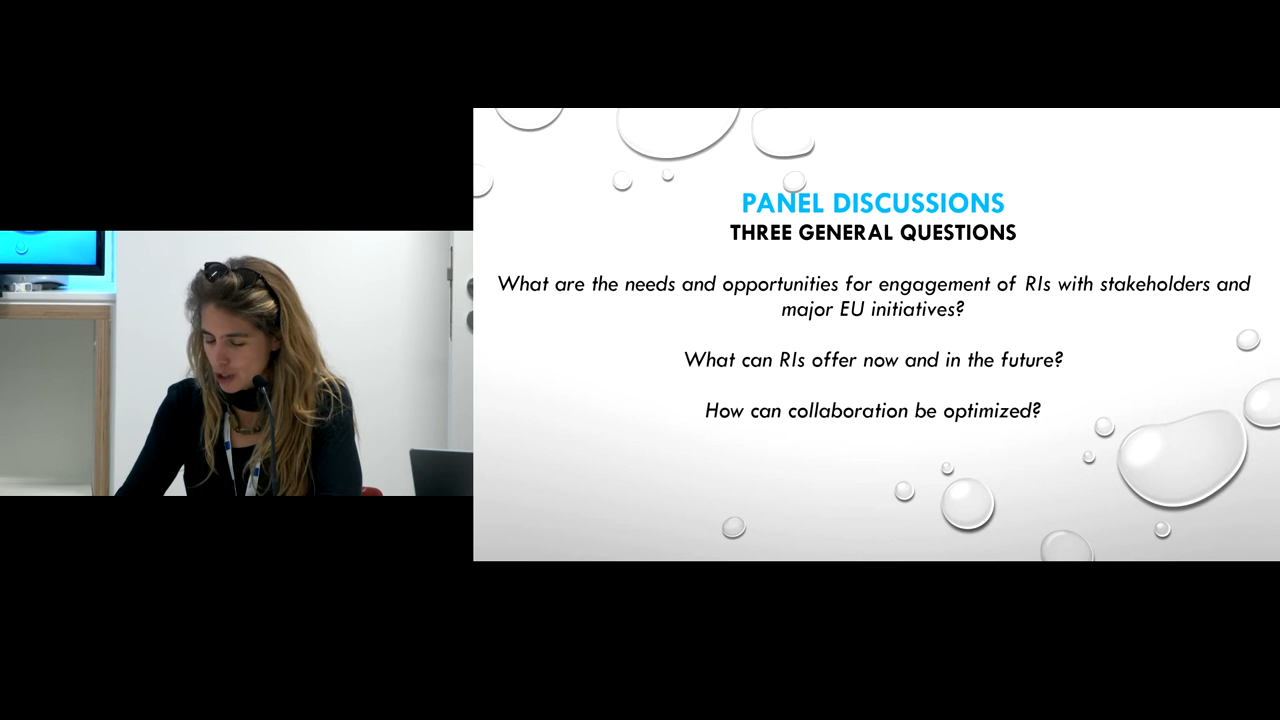 PANEL DISCUSSIONS
THREE GENERAL QUESTIONS
What are the needs and opportunities for engagement of RIs with stakeholders and
major EU initiatives?
What can RIs offer now and in the future?
How can collaboration be optimized?